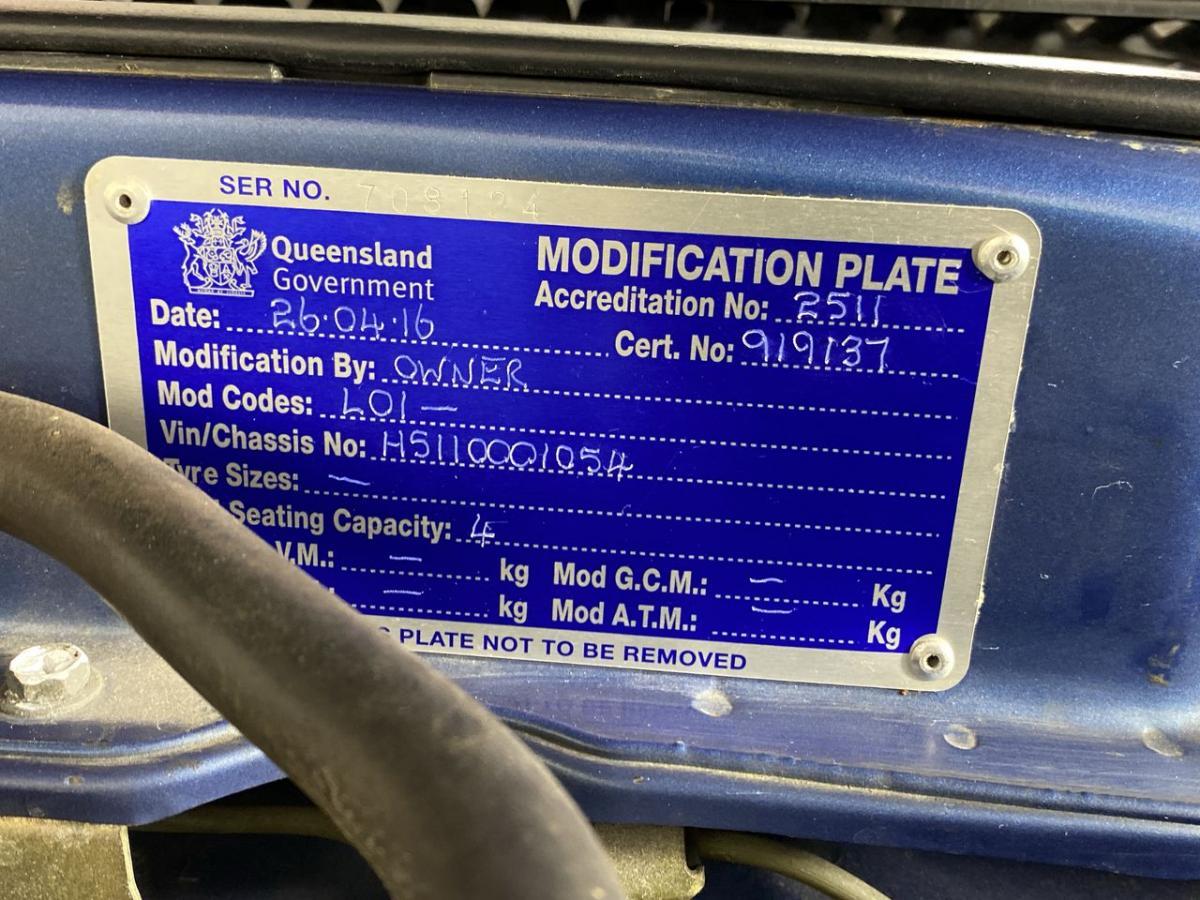 SER NO. 708124
Queensland
Government
MODIFICATION PLATE
Accreditation No: 2511
Date: 26.04.16
Cert. No: 919137
Modification By: OWNER
Mod Codes: LO1 —
Vin/Chassis No: H5110001054
Tyre Sizes: —
Seating Capacity: 4
V.M.: — kg Mod G.C.M.: — Kg
— kg Mod A.T.M.: — Kg
PLATE NOT TO BE REMOVED